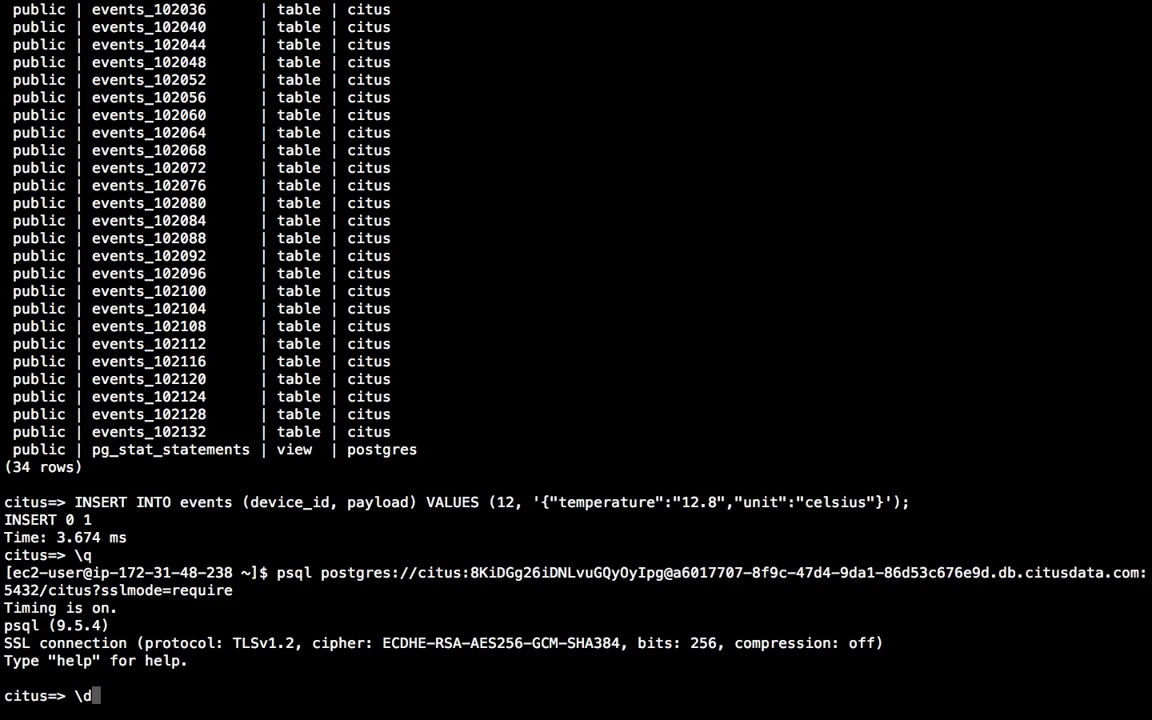 public | events_102036 | table | citus
public | events_102040 | table | citus
public | events_102044 | table | citus
public | events_102048 | table | citus
public | events_102052 | table | citus
public | events_102056 | table | citus
public | events_102060 | table | citus
public | events_102064 | table | citus
public | events_102068 | table | citus
public | events_102072 | table | citus
public | events_102076 | table | citus
public | events_102080 | table | citus
public | events_102084 | table | citus
public | events_102088 | table | citus
public | events_102092 | table | citus
public | events_102096 | table | citus
public | events_102100 | table | citus
public | events_102104 | table | citus
public | events_102108 | table | citus
public | events_102112 | table | citus
public | events_102116 | table | citus
public | events_102120 | table | citus
public | events_102124 | table | citus
public | events_102128 | table | citus
public | events_102132 | table | citus
public | pg_stat_statements | view | postgres
(34 rows)
citus=> INSERT INTO events (device_id, payload) VALUES (12, '{"temperature":"12.8","unit":"celsius"}');
INSERT 0 1
Time: 3.674 ms
citus=> \q
[ec2-user@ip-172-31-48-238 ~]$ psql postgres://citus:8KiDGg26iDNLvuGQyOyIpg@a6017707-8f9c-47d4-9da1-86d53c676e9d.db.citusdata.com:
5432/citus?sslmode=require
Timing is on.
psql (9.5.4)
SSL connection (protocol: TLSv1.2, cipher: ECDHE-RSA-AES256-GCM-SHA384, bits: 256, compression: off)
Type "help" for help.
citus=> \d